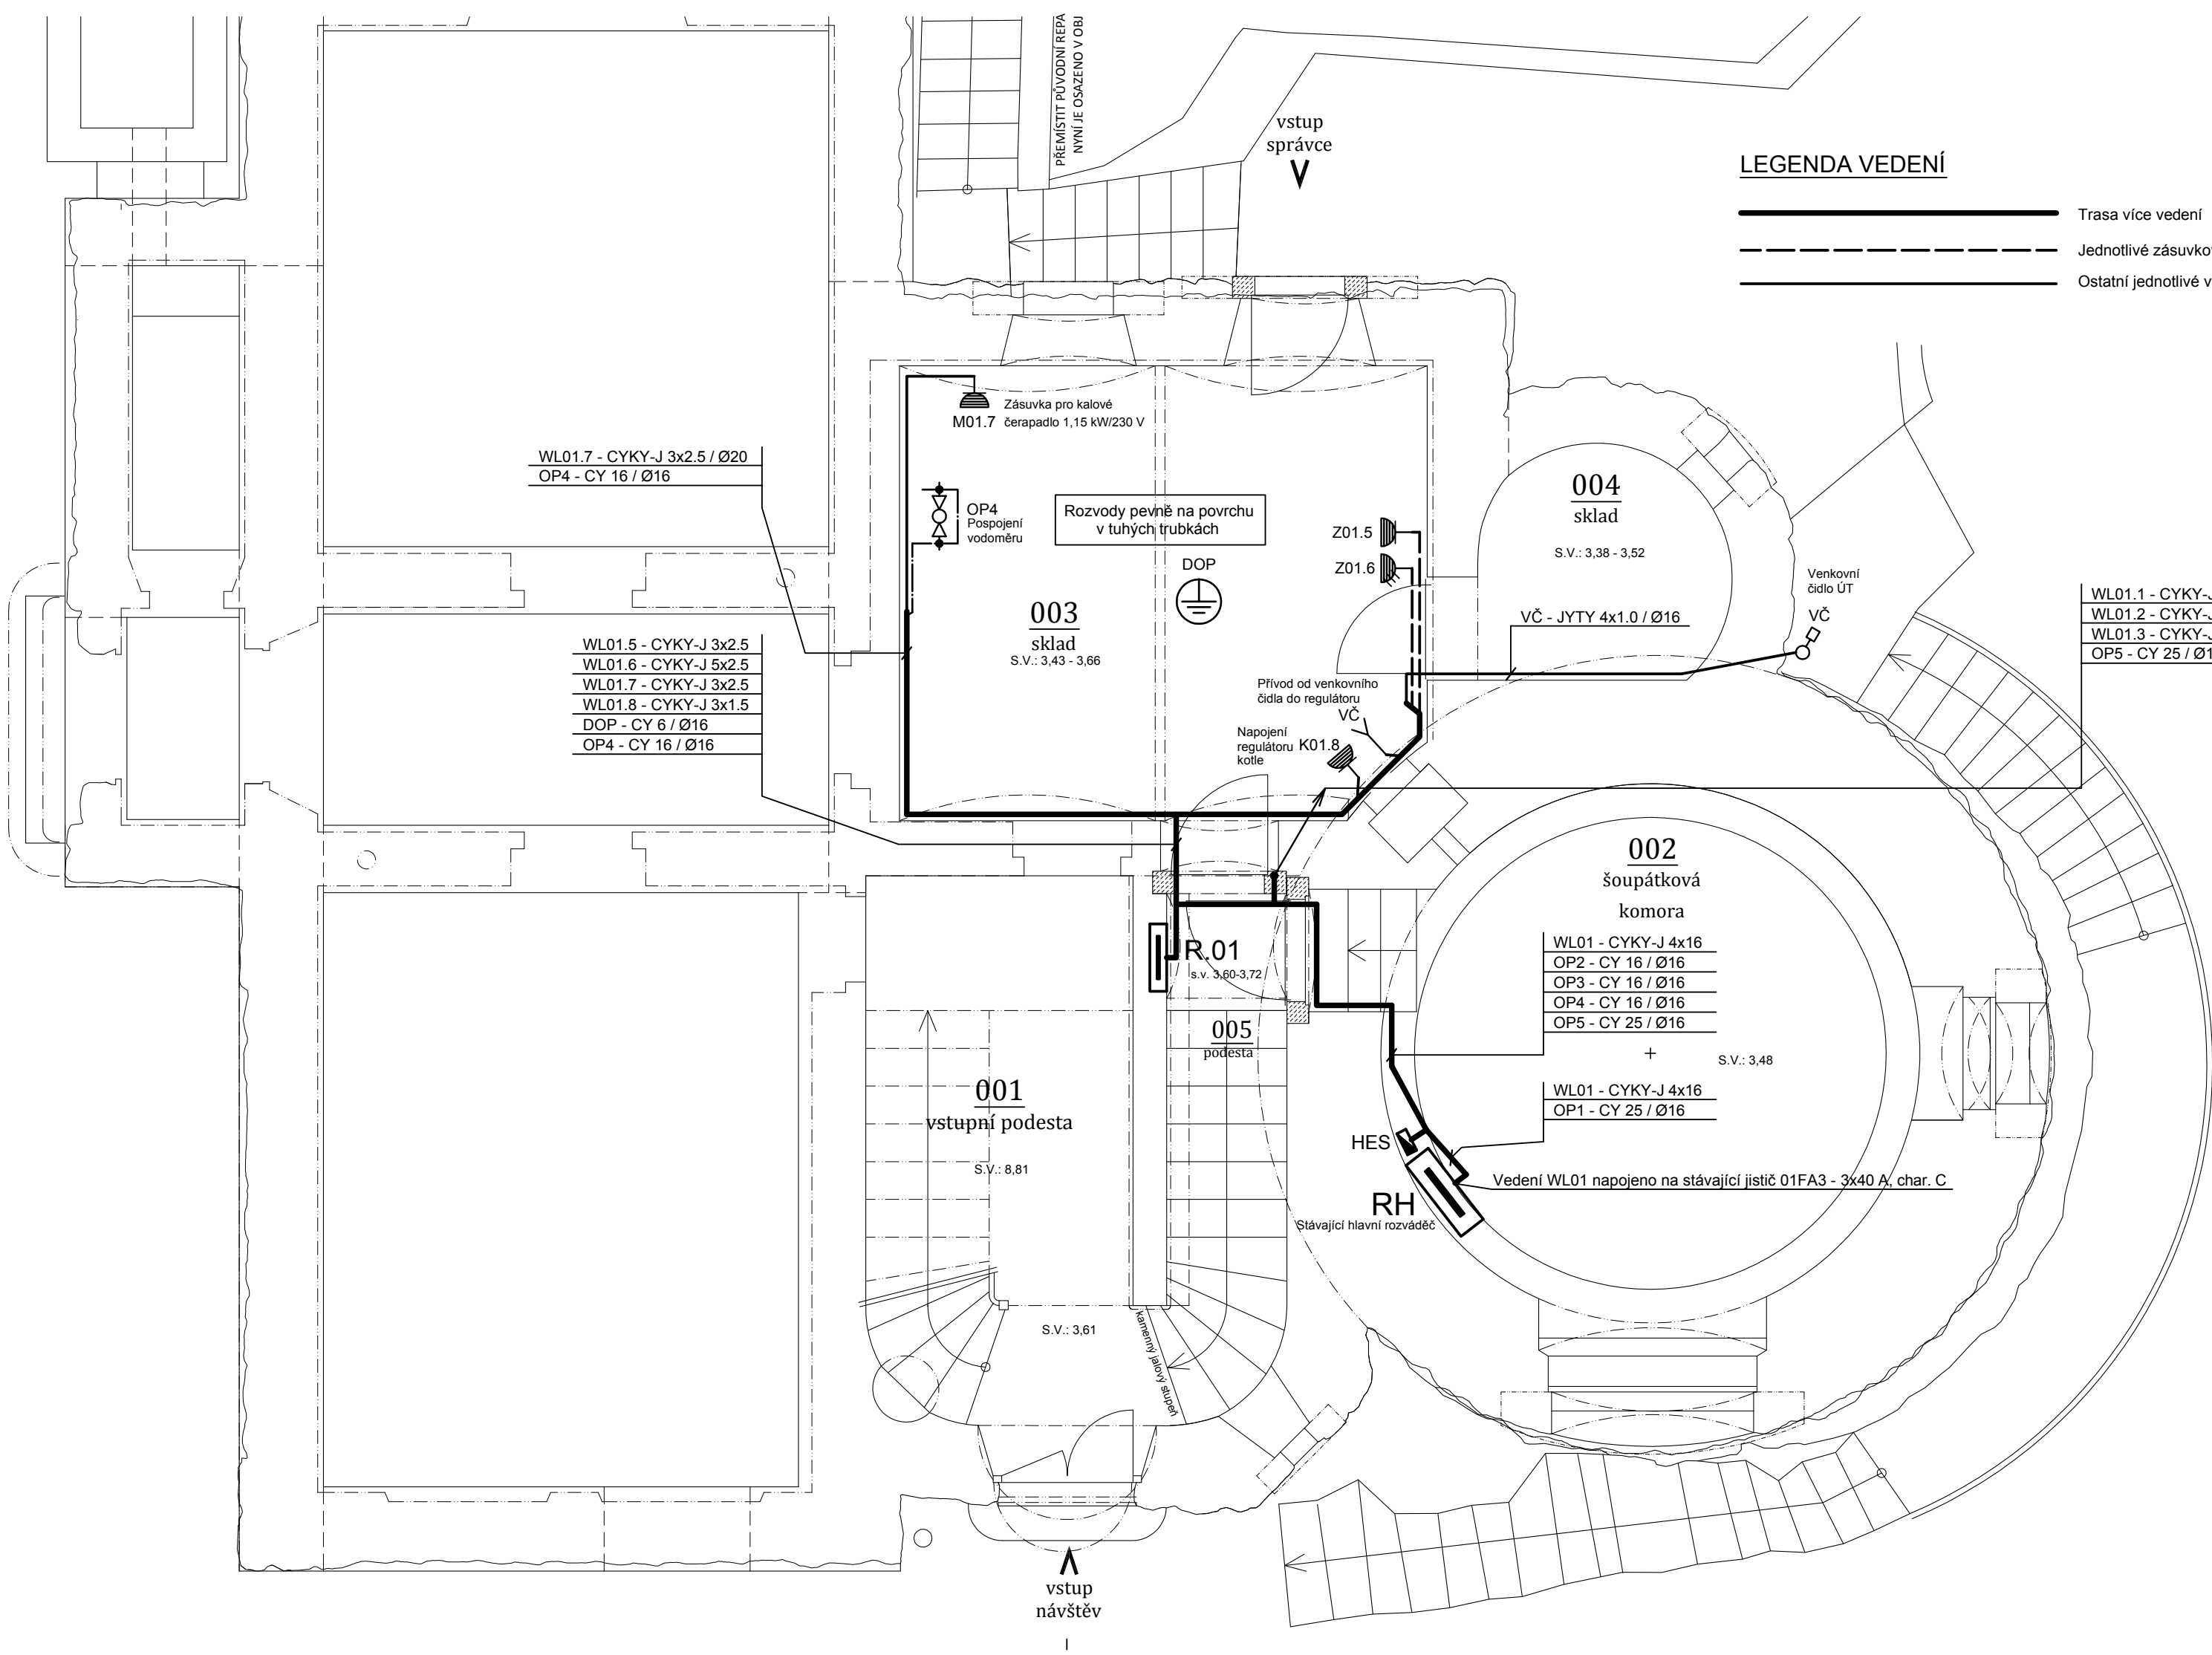 PŘEMÍSTIT PŮVODNÍ REPA
NYNÍ JE OSAZENO V OBJ
vstup
správce
LEGENDA VEDENÍ
Trasa více vedení
Jednotlivé zásuvko
Ostatní jednotlivé v
Zásuvka pro kalové
M01.7 čerapadlo 1,15 kW/230 V
WL01.7 - CYKY-J 3x2.5 / Ø20
OP4 - CY 16 / Ø16
OP4
Pospojení
vodoměru
Rozvody pevně na povrchu
v tuhých trubkách
DOP
Z01.5
Z01.6
004
sklad
S.V.: 3,38 - 3,52
Venkovní
čidlo ÚT
VČ
003
sklad
S.V.: 3,43 - 3,66
VČ - JYTY 4x1.0 / Ø16
WL01.1 - CYKY-J
WL01.2 - CYKY-J
WL01.3 - CYKY-J
OP5 - CY 25 / Ø1
WL01.5 - CYKY-J 3x2.5
WL01.6 - CYKY-J 5x2.5
WL01.7 - CYKY-J 3x2.5
WL01.8 - CYKY-J 3x1.5
DOP - CY 6 / Ø16
OP4 - CY 16 / Ø16
Přívod od venkovního
čidla do regulátoru
VČ
Napojení
regulátoru K01.8
kotle
002
šoupátková
komora
WL01 - CYKY-J 4x16
OP2 - CY 16 / Ø16
OP3 - CY 16 / Ø16
OP4 - CY 16 / Ø16
OP5 - CY 25 / Ø16
+
S.V.: 3,48
WL01 - CYKY-J 4x16
OP1 - CY 25 / Ø16
R.01
s.v. 3,60-3,72
005
podesta
001
vstupní podesta
S.V.: 8,81
HES
Vedení WL01 napojeno na stávající jistič 01FA3 - 3x40 A, char. C
RH
Stávající hlavní rozváděč
S.V.: 3,61
kamenný jalový stupeň
vstup
návštěv